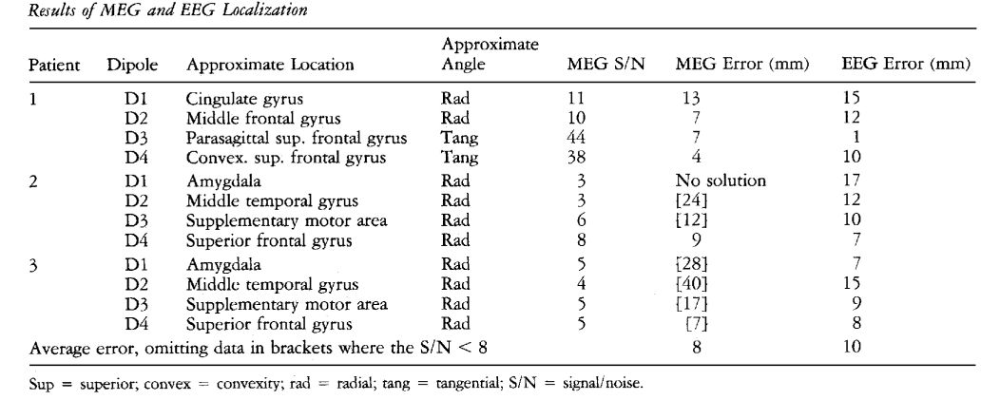 Results of MEG and EEG Localization
Approximate
Patient Dipole Approximate Location Angle MEG S/N MEG Error (mm) EEG Error (mm)
1 D1 Cingulate gyrus Rad 11 13 15
D2 Middle frontal gyrus Rad 10 7 12
D3 Parasagittal sup. frontal gyrus Tang 44 7 1
D4 Convex. sup. frontal gyrus Tang 38 4 10
2 D1 Amygdala Rad 3 No solution 17
D2 Middle temporal gyrus Rad 3 [24] 12
D3 Supplementary motor area Rad 6 [12] 10
D4 Superior frontal gyrus Rad 8 9 7
3 D1 Amygdala Rad 5 [28] 7
D2 Middle temporal gyrus Rad 4 [40] 15
D3 Supplementary motor area Rad 5 [17] 9
D4 Superior frontal gyrus Rad 5 [7] 8
Average error, omitting data in brackets where the S/N < 8 8 10
Sup = superior; convex = convexity; rad = radial; tang = tangential; S/N = signal/noise.